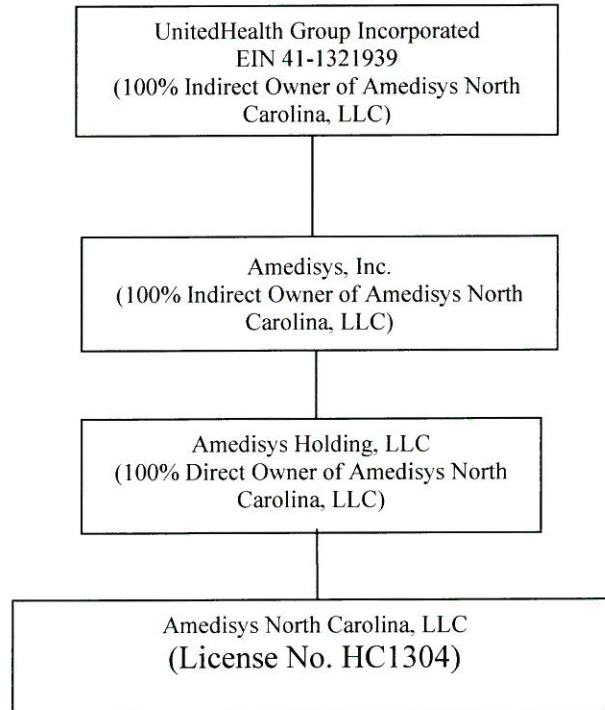 UnitedHealth Group Incorporated
EIN 41-1321939
(100% Indirect Owner of Amedisys North
Carolina, LLC)
Amedisys, Inc.
(100% Indirect Owner of Amedisys North
Carolina, LLC)
Amedisys Holding, LLC
(100% Direct Owner of Amedisys North
Carolina, LLC)
Amedisys North Carolina, LLC
(License No. HC1304)